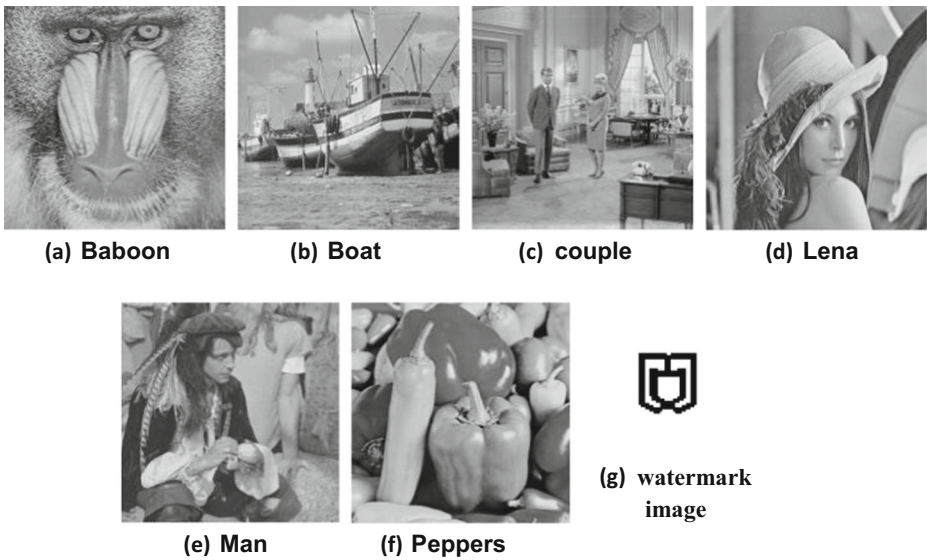 (a) Baboon
(b) Boat
(c) couple
(d) Lena
(e) Man
(f) Peppers
(g) watermark
image